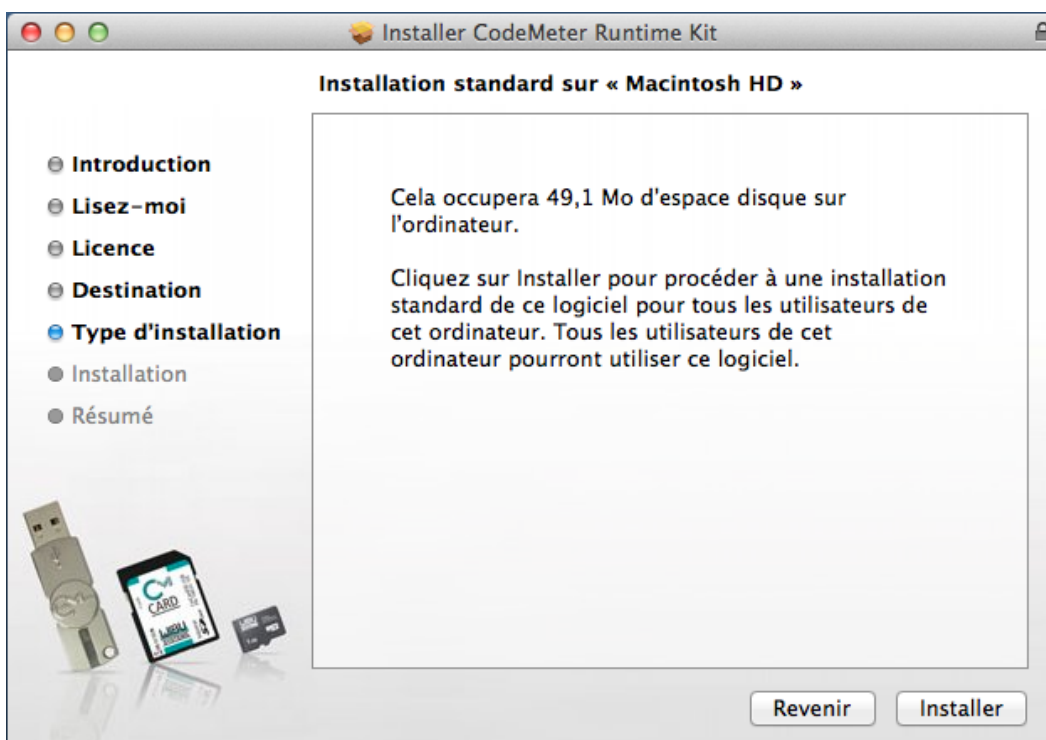 Installer CodeMeter Runtime Kit
Installation standard sur « Macintosh HD »
Introduction
Lisez-moi
Licence
Destination
Type d'installation
Installation
Résumé
Cela occupera 49,1 Mo d'espace disque sur
l'ordinateur.
Cliquez sur Installer pour procéder à une installation
standard de ce logiciel pour tous les utilisateurs de
cet ordinateur. Tous les utilisateurs de cet
ordinateur pourront utiliser ce logiciel.
CARD
WIBU
Revenir
Installer